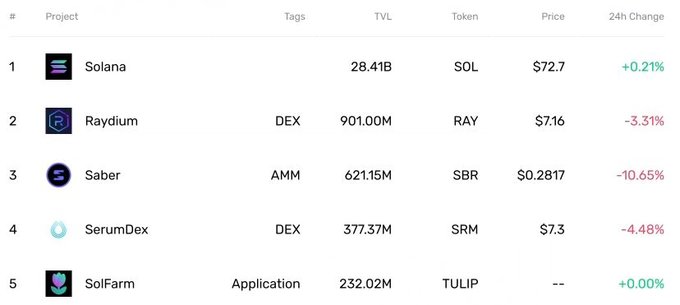 # Project Tags TVL Token Price 24h Change
1 Solana 28.41B SOL $72.7 +0.21%
2 Raydium DEX 901.00M RAY $7.16 -3.31%
3 Saber AMM 621.15M SBR $0.2817 -10.65%
4 SerumDex DEX 377.37M SRM $7.3 -4.48%
5 SolFarm Application 232.02M TULIP -- +0.00%